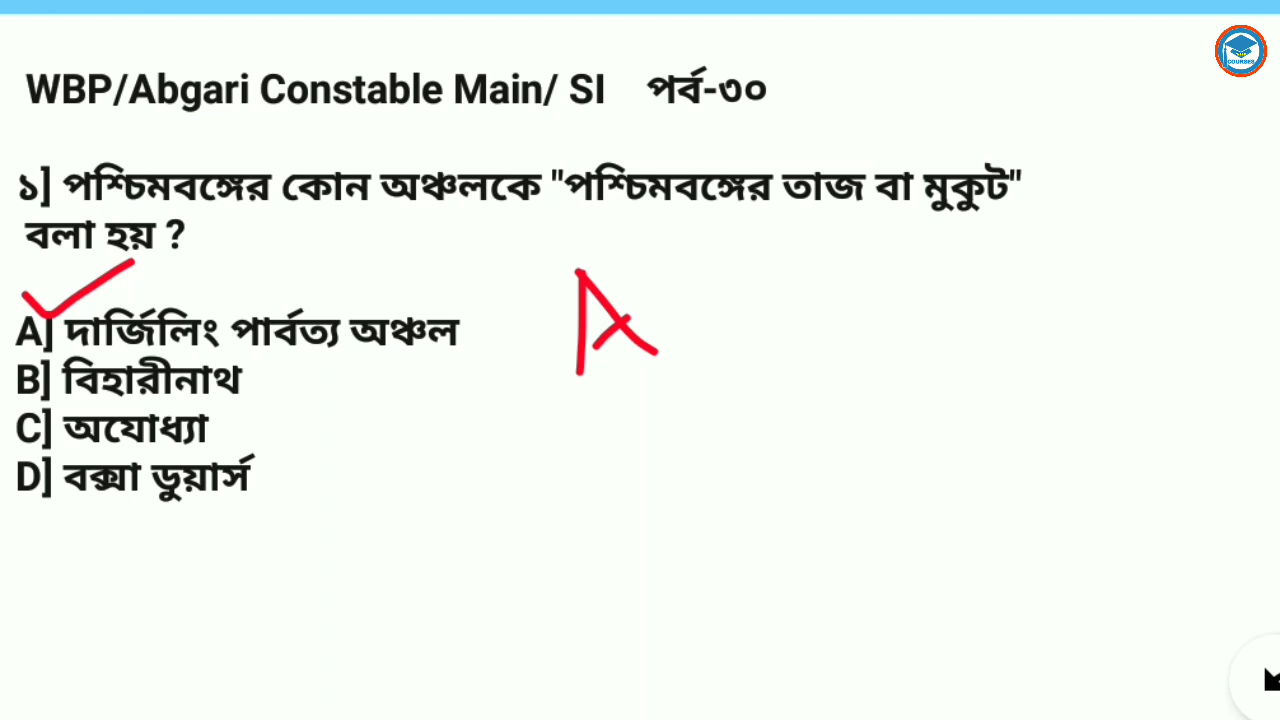 COURSES
WBP/Abgari Constable Main/ SI পর্ব-৩০
১] পশ্চিমবঙ্গের কোন অঞ্চলকে "পশ্চিমবঙ্গের তাজ বা মুকুট"
বলা হয় ?
A] দার্জিলিং পার্বত্য অঞ্চল
A
B] বিহারীনাথ
C] অযোধ্যা
D] বক্সা ডুয়ার্স